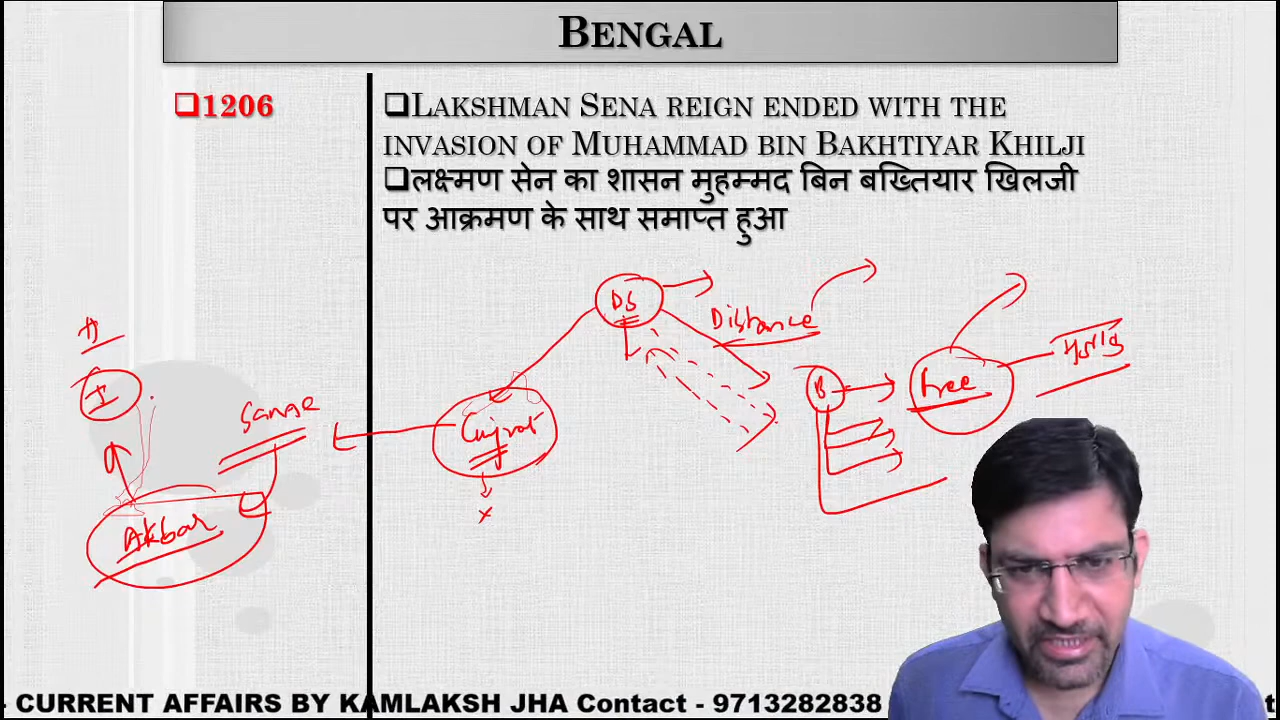 BENGAL
1206
LAKSHMAN SENA REIGN ENDED WITH THE
INVASION OF MUHAMMAD BIN BAKHTIYAR KHILJI
लक्ष्मण सेन का शासन मुहम्मद बिन बख्तियार खिलजी
पर आक्रमण के साथ समाप्त हुआ
DS
Distance
B
Free
Gujrat
Same
I
Akbar
- CURRENT AFFAIRS BY KAMLAKSH JHA Contact - 9713282838